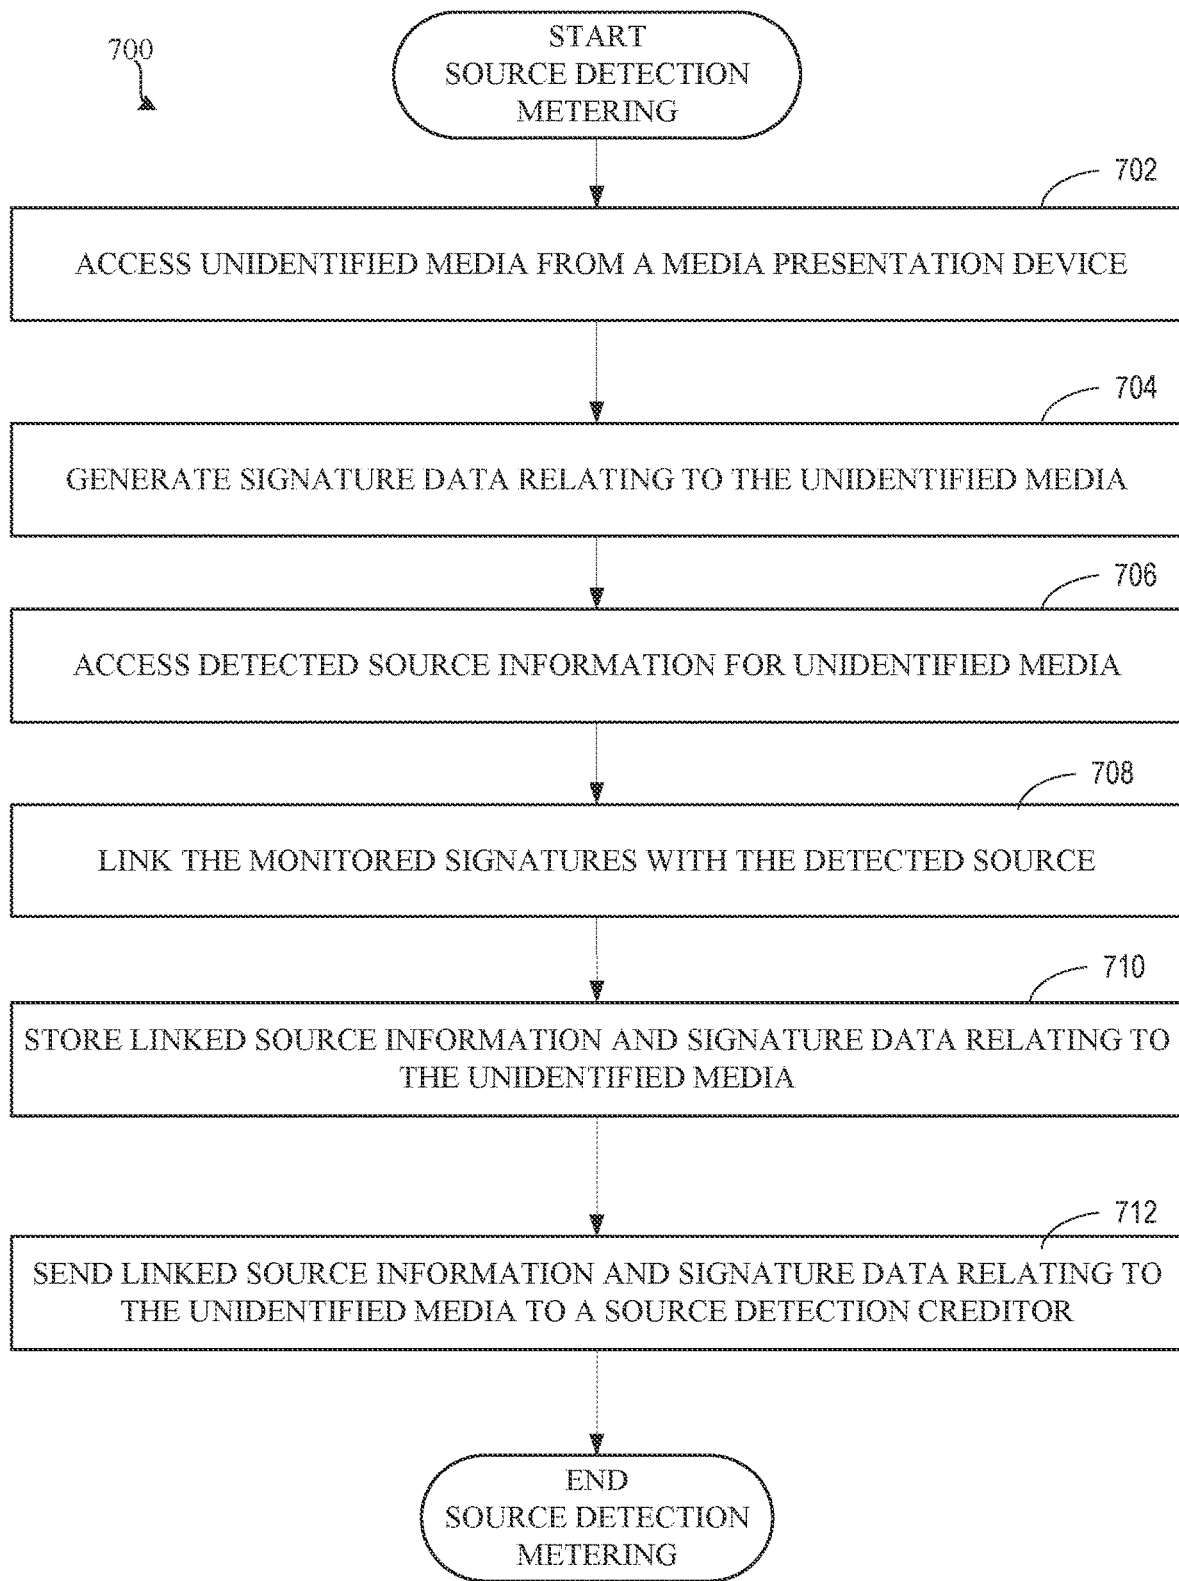 700
START
SOURCE DETECTION
METERING
702
ACCESS UNIDENTIFIED MEDIA FROM A MEDIA PRESENTATION DEVICE
704
GENERATE SIGNATURE DATA RELATING TO THE UNIDENTIFIED MEDIA
706
ACCESS DETECTED SOURCE INFORMATION FOR UNIDENTIFIED MEDIA
708
LINK THE MONITORED SIGNATURES WITH THE DETECTED SOURCE
710
STORE LINKED SOURCE INFORMATION AND SIGNATURE DATA RELATING TO
THE UNIDENTIFIED MEDIA
712
SEND LINKED SOURCE INFORMATION AND SIGNATURE DATA RELATING TO
THE UNIDENTIFIED MEDIA TO A SOURCE DETECTION CREDITOR
END
SOURCE DETECTION
METERING